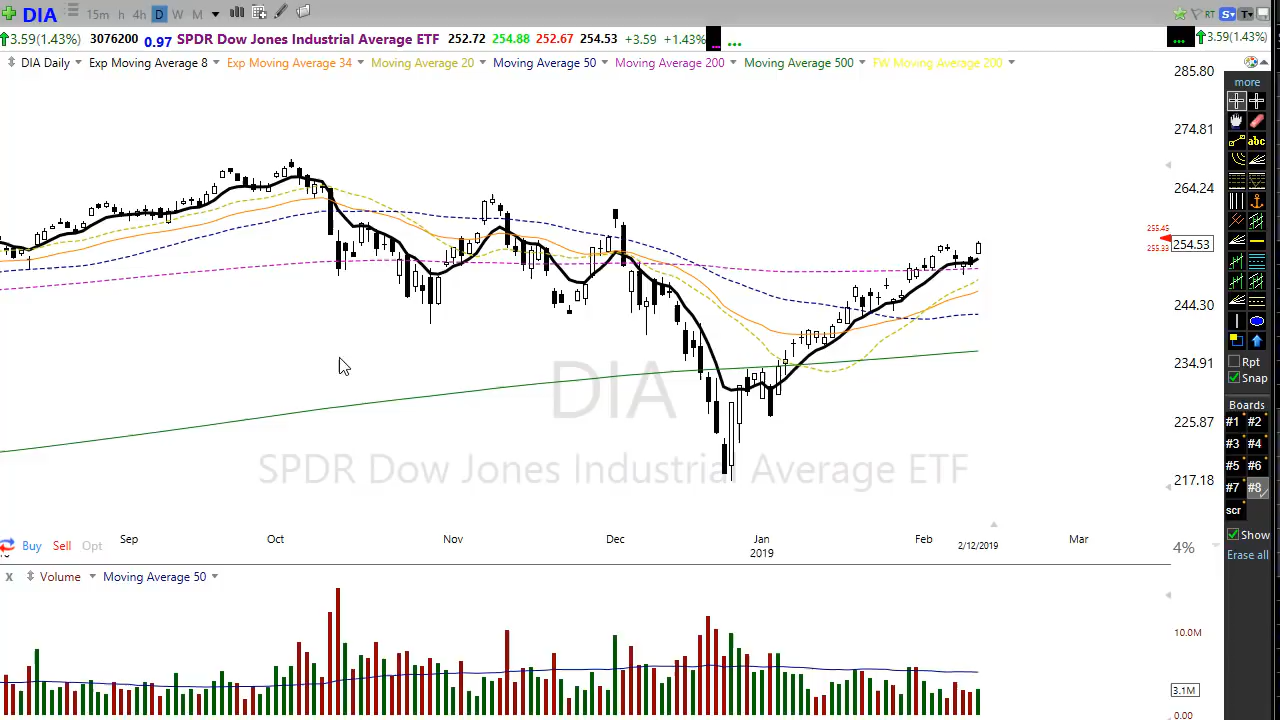 DIA 15m h 4h D W M RT S T
3.59(1.43%) 3076200 0.97 SPDR Dow Jones Industrial Average ETF 252.72 254.88 252.67 254.53 +3.59 +1.43% ... ... ... 3.59(1.43%)
DIA Daily Exp Moving Average 8 Exp Moving Average 34 Moving Average 20 Moving Average 50 Moving Average 200 Moving Average 500 FW Moving Average 200
285.80
more
274.81
abc
264.24
255.45
254.53
255.33
244.30
234.91
Rpt
Snap
Boards
#1 #2
225.87
#3 #4
#5 #6
217.18
#7 #8
scr
DIA
SPDR Dow Jones Industrial Average ETF
Show
Buy Sell Opt
Sep Oct Nov Dec Jan Feb Mar
2019 2/12/2019
4%
Erase all
X Volume Moving Average 50
10.0M
3.1M
0.00